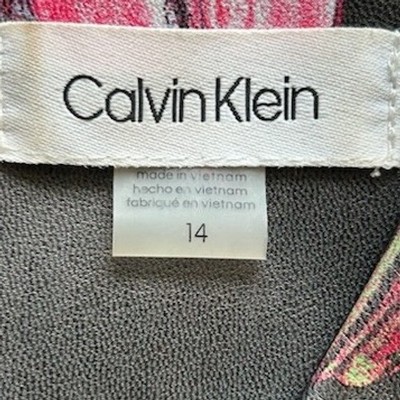 Calvin Klein
made in vietnam
hecho en vietnam
fabriqué en vietnam
14